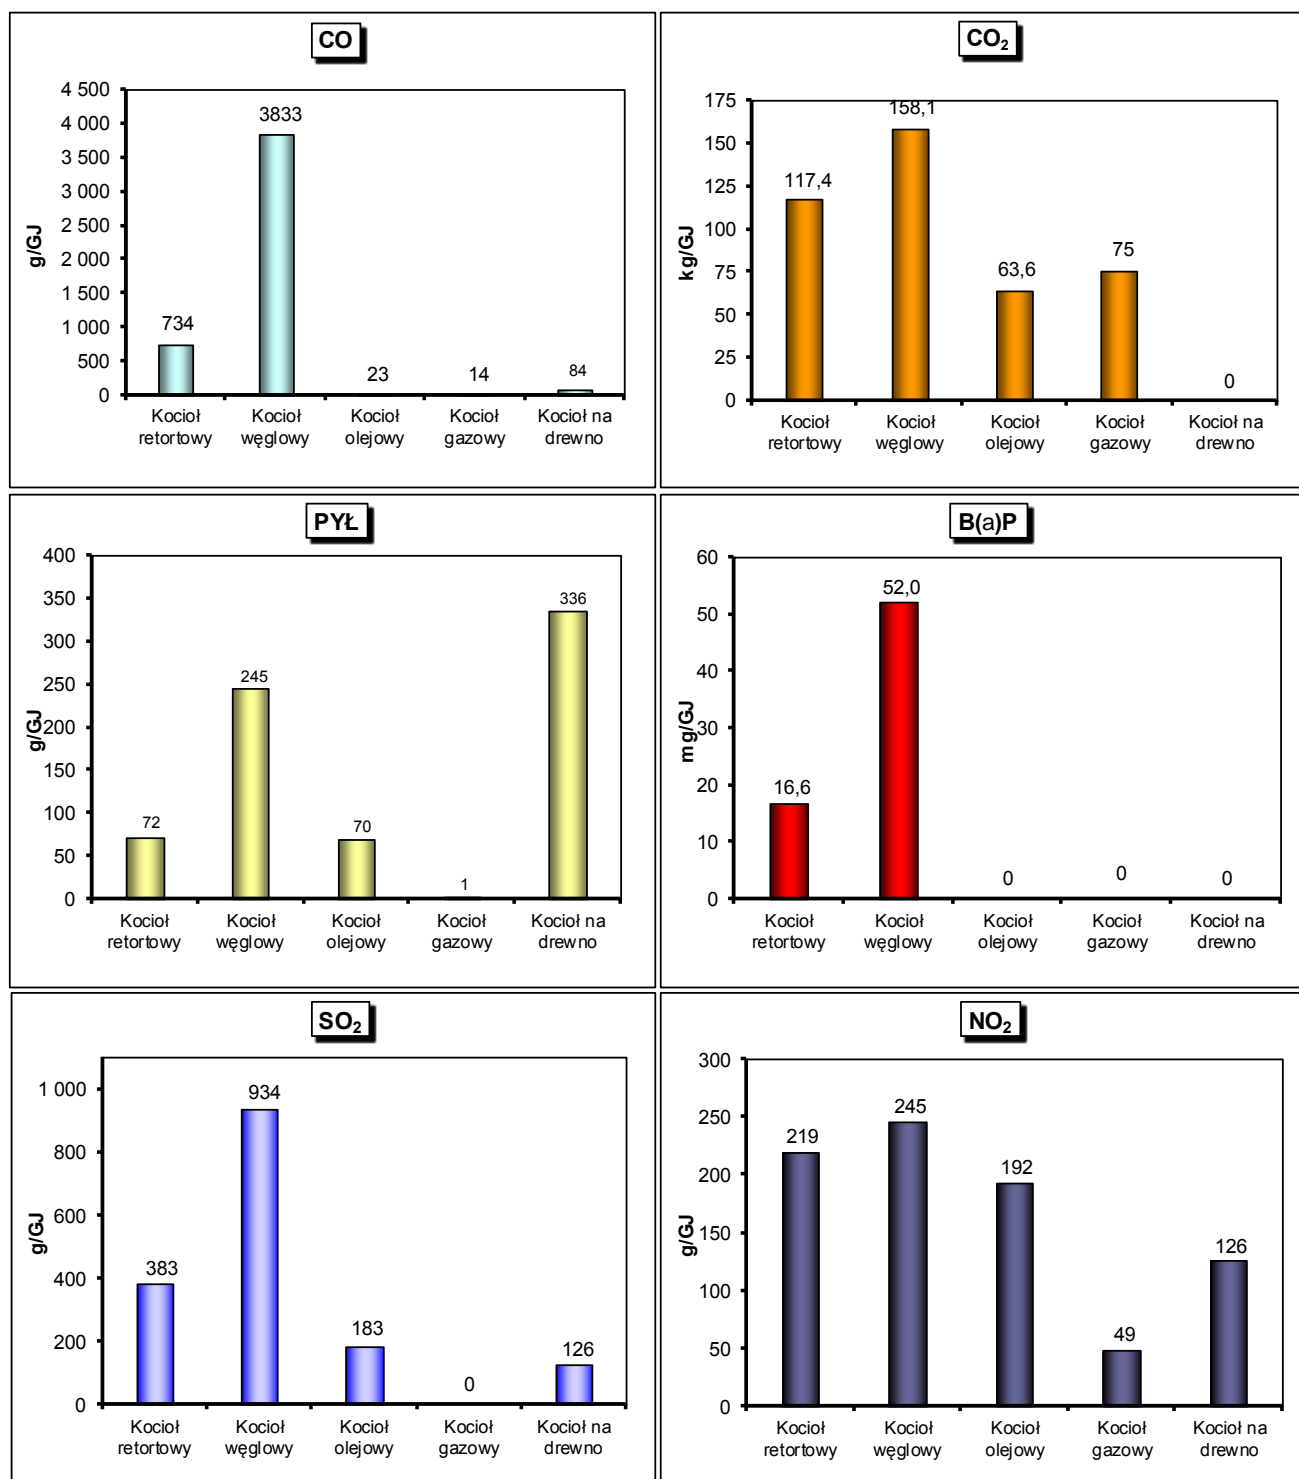 CO
4 500
4 000
3 500
3 000
2 500
2 000
1 500
1 000
500
0
g/GJ
734
3833
23
14
84
Kocioł retortowy
Kocioł węglowy
Kocioł olejowy
Kocioł gazowy
Kocioł na drewno
CO₂
175
150
125
100
75
50
25
0
kg/GJ
117,4
158,1
63,6
75
0
Kocioł retortowy
Kocioł węglowy
Kocioł olejowy
Kocioł gazowy
Kocioł na drewno
PYŁ
400
350
300
250
200
150
100
50
0
g/GJ
72
245
70
1
336
Kocioł retortowy
Kocioł węglowy
Kocioł olejowy
Kocioł gazowy
Kocioł na drewno
B(a)P
60
50
40
30
20
10
0
mg/GJ
16,6
52,0
0
0
0
Kocioł retortowy
Kocioł węglowy
Kocioł olejowy
Kocioł gazowy
Kocioł na drewno
SO₂
1 000
800
600
400
200
0
g/GJ
383
934
183
0
126
Kocioł retortowy
Kocioł węglowy
Kocioł olejowy
Kocioł gazowy
Kocioł na drewno
NO₂
300
250
200
150
100
50
0
g/GJ
219
245
192
49
126
Kocioł retortowy
Kocioł węglowy
Kocioł olejowy
Kocioł gazowy
Kocioł na drewno